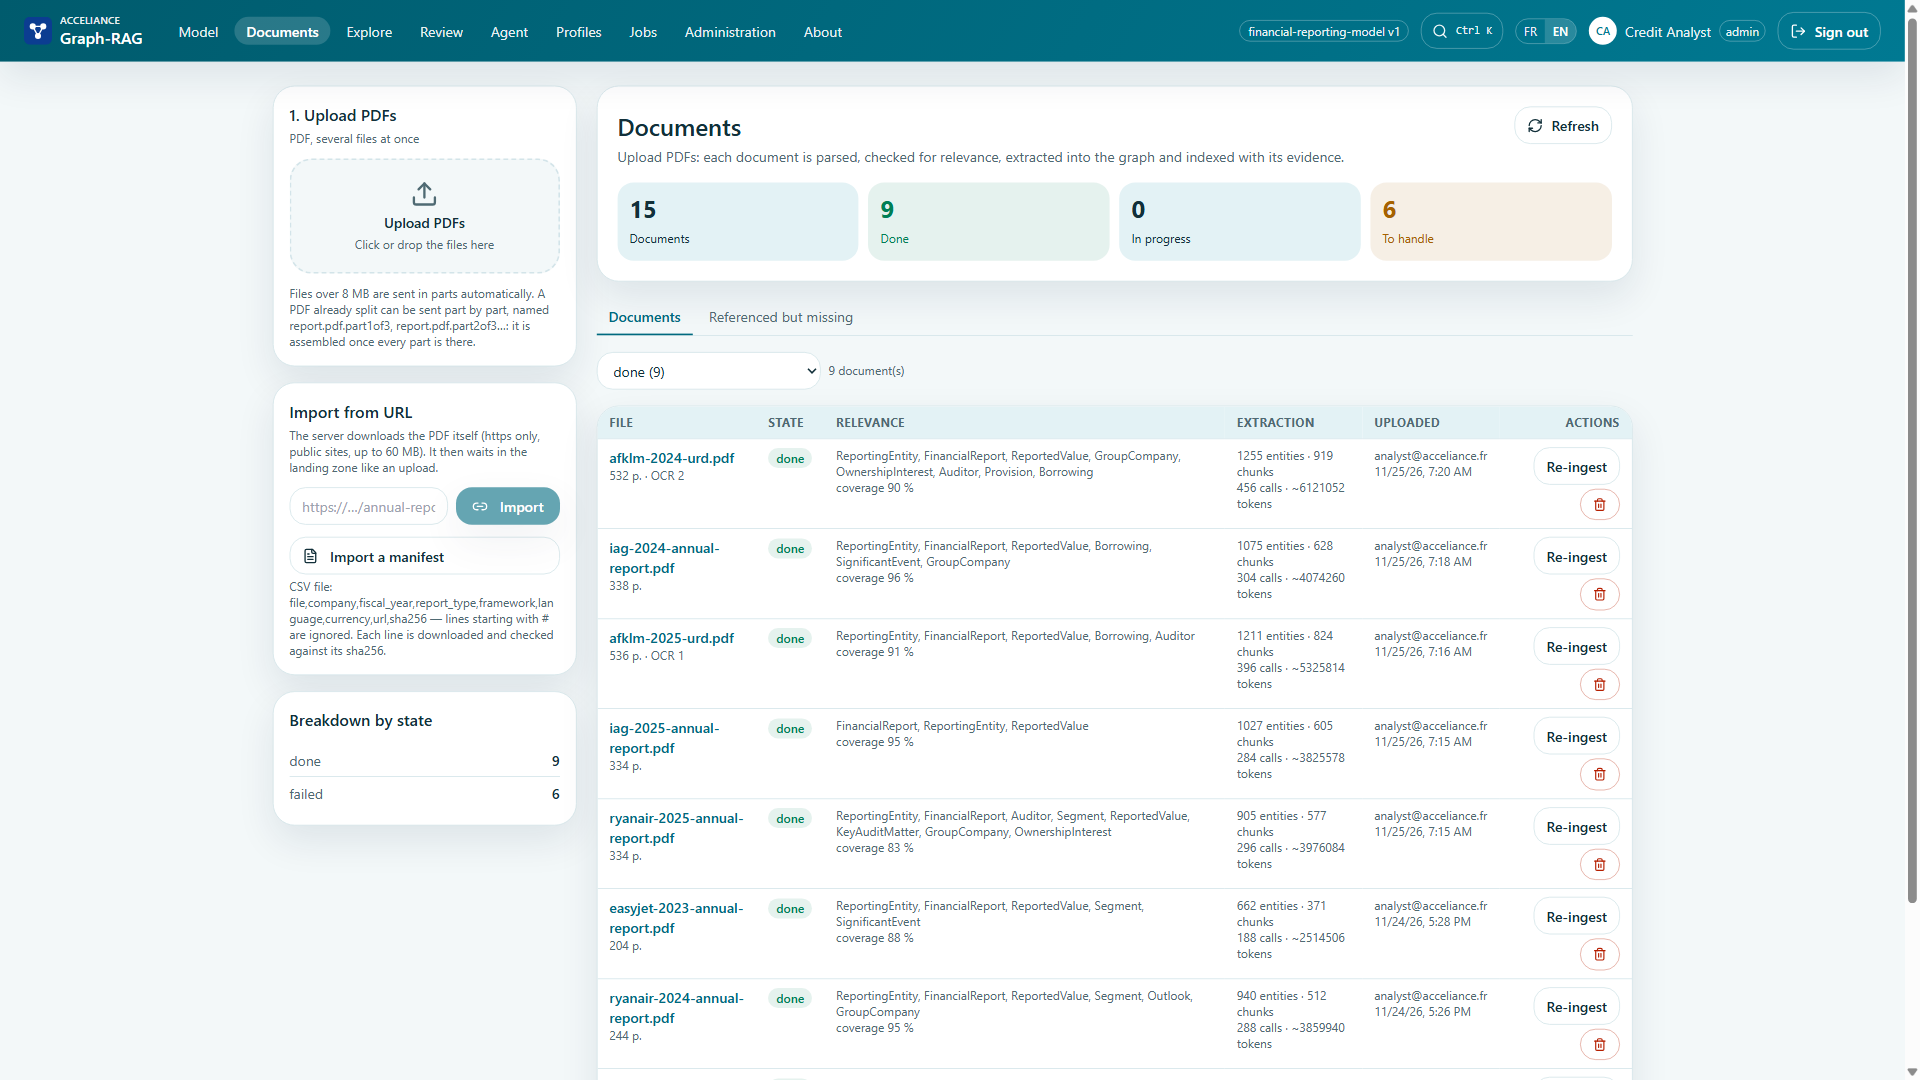 ACCELIANCE
Graph-RAG
Model
Documents
Explore
Review
Agent
Profiles
Jobs
Administration
About
financial-reporting-model v1
Ctrl K
FR
EN
CA
Credit Analyst
admin
Sign out
1. Upload PDFs
PDF, several files at once
Upload PDFs
Click or drop the files here
Files over 8 MB are sent in parts automatically. A
PDF already split can be sent part by part, named
report.pdf.part1of3, report.pdf.part2of3...: it is
assembled once every part is there.
Import from URL
The server downloads the PDF itself (https only,
public sites, up to 60 MB). It then waits in the
landing zone like an upload.
https://.../annual-repo
Import
Import a manifest
CSV file:
file,company,fiscal_year,report_type,framework,lan
guage,currency,url,sha256 — lines starting with #
are ignored. Each line is downloaded and checked
against its sha256.
Breakdown by state
done 9
failed 6
Documents
Refresh
Upload PDFs: each document is parsed, checked for relevance, extracted into the graph and indexed with its evidence.
15
Documents
9
Done
0
In progress
6
To handle
Documents
Referenced but missing
done (9)
9 document(s)
FILE STATE RELEVANCE EXTRACTION UPLOADED ACTIONS
afklm-2024-urd.pdf
532 p. · OCR 2
done
ReportingEntity, FinancialReport, ReportedValue, GroupCompany,
OwnershipInterest, Auditor, Provision, Borrowing
coverage 90 %
1255 entities · 919
chunks
456 calls · ~6121052
tokens
analyst@acceliance.fr
11/25/26, 7:20 AM
Re-ingest
iag-2024-annual-
report.pdf
338 p.
done
ReportingEntity, FinancialReport, ReportedValue, Borrowing,
SignificantEvent, GroupCompany
coverage 96 %
1075 entities · 628
chunks
304 calls · ~4074260
tokens
analyst@acceliance.fr
11/25/26, 7:18 AM
Re-ingest
afklm-2025-urd.pdf
536 p. · OCR 1
done
ReportingEntity, FinancialReport, ReportedValue, Borrowing, Auditor
coverage 91 %
1211 entities · 824
chunks
396 calls · ~5325814
tokens
analyst@acceliance.fr
11/25/26, 7:16 AM
Re-ingest
iag-2025-annual-
report.pdf
334 p.
done
FinancialReport, ReportingEntity, ReportedValue
coverage 95 %
1027 entities · 605
chunks
284 calls · ~3825578
tokens
analyst@acceliance.fr
11/25/26, 7:15 AM
Re-ingest
ryanair-2025-annual-
report.pdf
334 p.
done
ReportingEntity, FinancialReport, Auditor, Segment, ReportedValue,
KeyAuditMatter, GroupCompany, OwnershipInterest
coverage 83 %
905 entities · 577
chunks
296 calls · ~3976084
tokens
analyst@acceliance.fr
11/25/26, 7:15 AM
Re-ingest
easyjet-2023-annual-
report.pdf
204 p.
done
ReportingEntity, FinancialReport, ReportedValue, Segment,
SignificantEvent
coverage 88 %
662 entities · 371
chunks
188 calls · ~2514506
tokens
analyst@acceliance.fr
11/24/26, 5:28 PM
Re-ingest
ryanair-2024-annual-
report.pdf
244 p.
done
ReportingEntity, FinancialReport, ReportedValue, Segment, Outlook,
GroupCompany
coverage 95 %
940 entities · 512
chunks
288 calls · ~3859940
tokens
analyst@acceliance.fr
11/24/26, 5:26 PM
Re-ingest